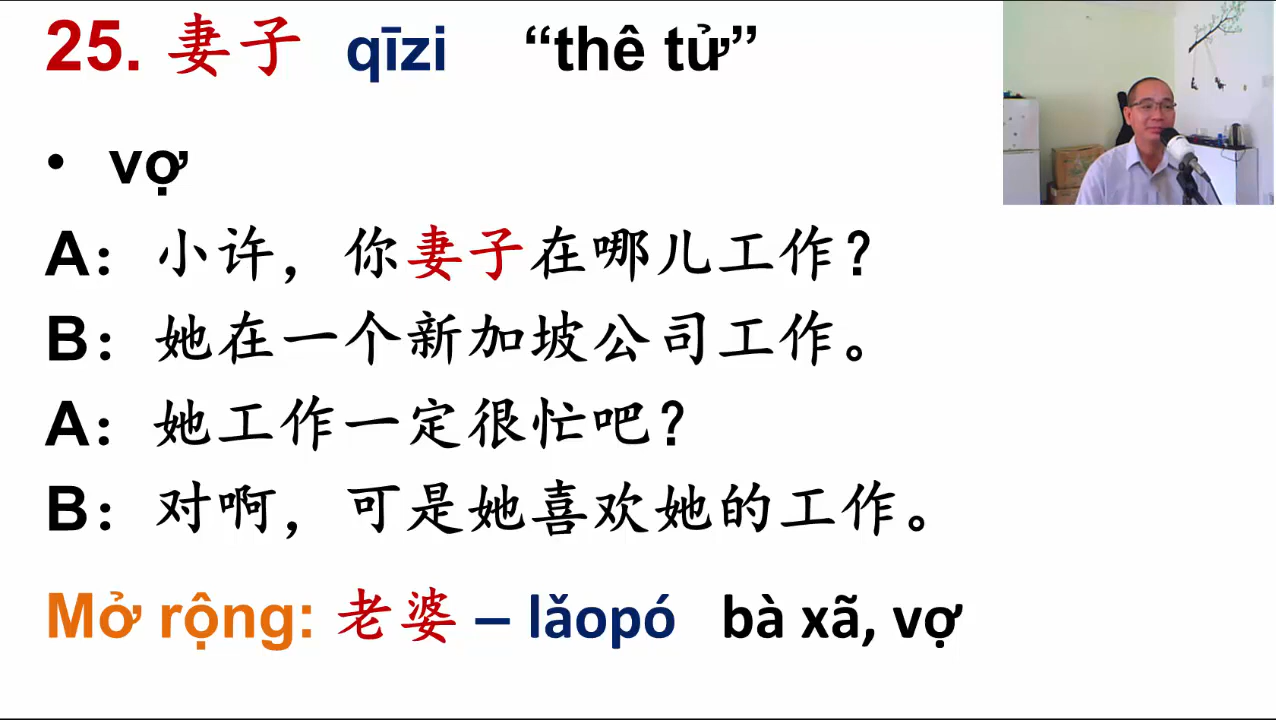 25. 妻子 qīzi “thê tử”
• vợ
A：小许，你妻子在哪儿工作？
B：她在一个新加坡公司工作。
A：她工作一定很忙吧？
B：对啊，可是她喜欢她的工作。
Mở rộng: 老婆 – lǎopó bà xã, vợ